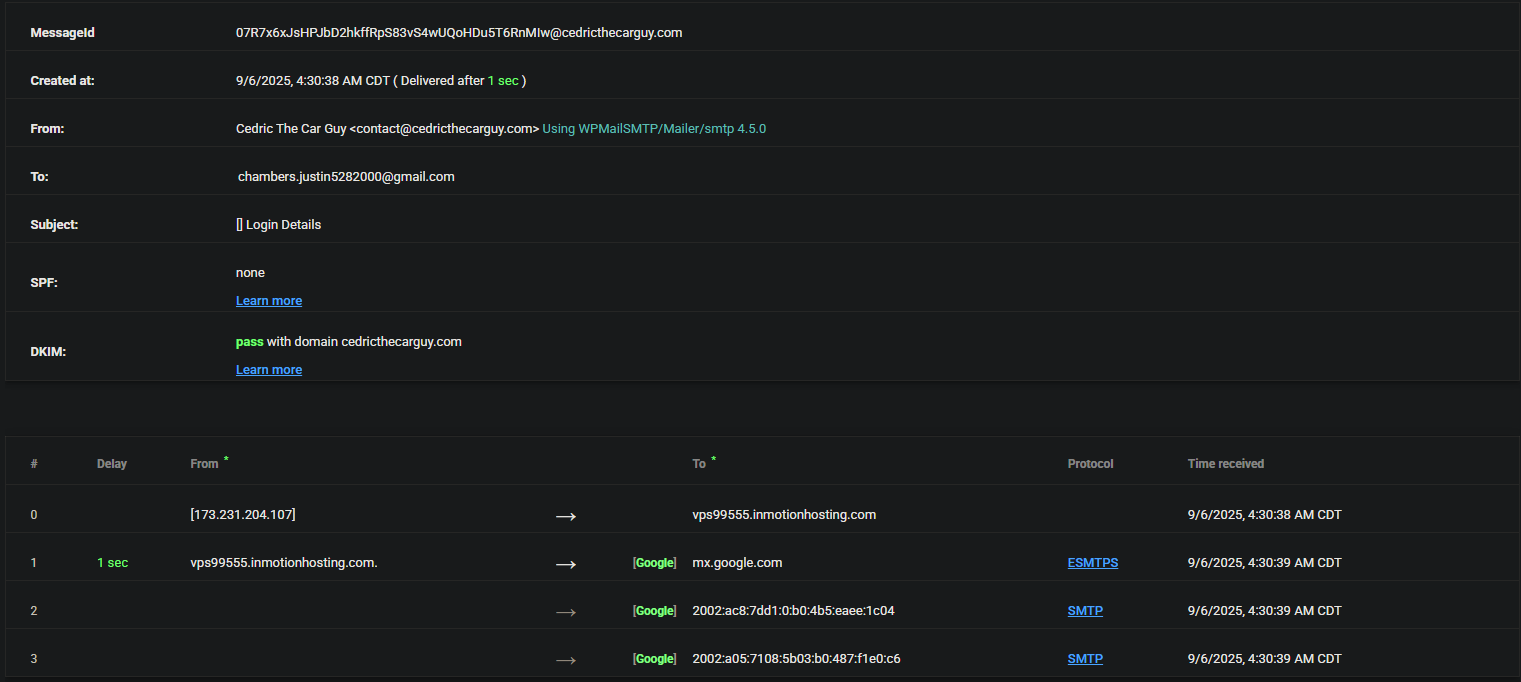 MessageId 07R7x6xJsHPJbD2hkffRpS83vS4wUQoHDu5T6RnMIw@cedricthecarguy.com
Created at: 9/6/2025, 4:30:38 AM CDT ( Delivered after 1 sec )
From: Cedric The Car Guy <contact@cedricthecarguy.com> Using WPMailSMTP/Mailer/smtp 4.5.0
To: chambers.justin5282000@gmail.com
Subject: [] Login Details
SPF: none
Learn more
DKIM: pass with domain cedricthecarguy.com
Learn more
# Delay From * To * Protocol Time received
0 [173.231.204.107] → vps99555.inmotionhosting.com 9/6/2025, 4:30:38 AM CDT
1 1 sec vps99555.inmotionhosting.com. → [Google] mx.google.com ESMTPS 9/6/2025, 4:30:39 AM CDT
2 → [Google] 2002:ac8:7dd1:0:b0:4b5:eaee:1c04 SMTP 9/6/2025, 4:30:39 AM CDT
3 → [Google] 2002:a05:7108:5b03:b0:487:f1e0:c6 SMTP 9/6/2025, 4:30:39 AM CDT